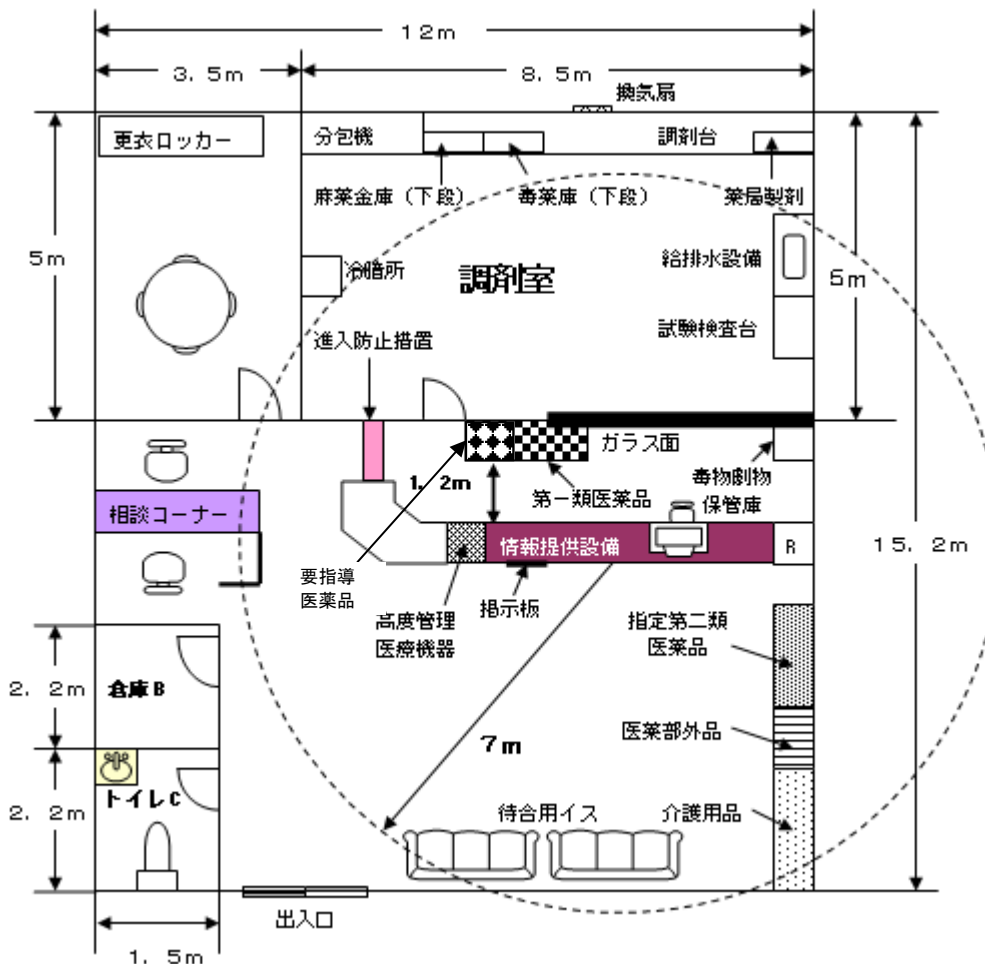 12m
3.5m
8.5m
換気扇
更衣ロッカー
分包機
調剤台
麻薬金庫（下段）
毒薬庫（下段）
薬局製剤
5m
冷暗所
調剤室
給排水設備
5m
試験検査台
進入防止措置
ガラス面
1.2m
第一類医薬品
毒物劇物
保管庫
相談コーナー
情報提供設備
R
15.2m
要指導
医薬品
高度管理
医療機器
掲示板
指定第二類
医薬品
2.2m
倉庫B
医薬部外品
7m
2.2m
トイレC
待合用イス
介護用品
出入口
1.5m